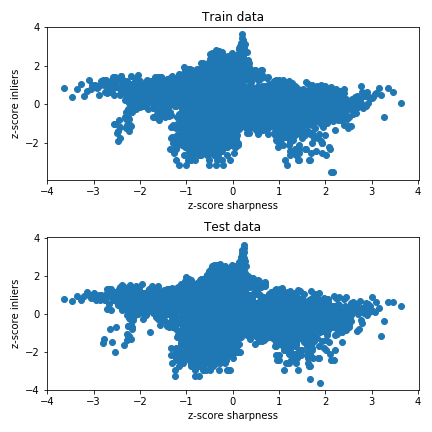 Train data
4
2
0
−2
z-score inliers
−4 −3 −2 −1 0 1 2 3 4
z-score sharpness
Test data
4
2
0
−2
−4
z-score inliers
−4 −3 −2 −1 0 1 2 3 4
z-score sharpness